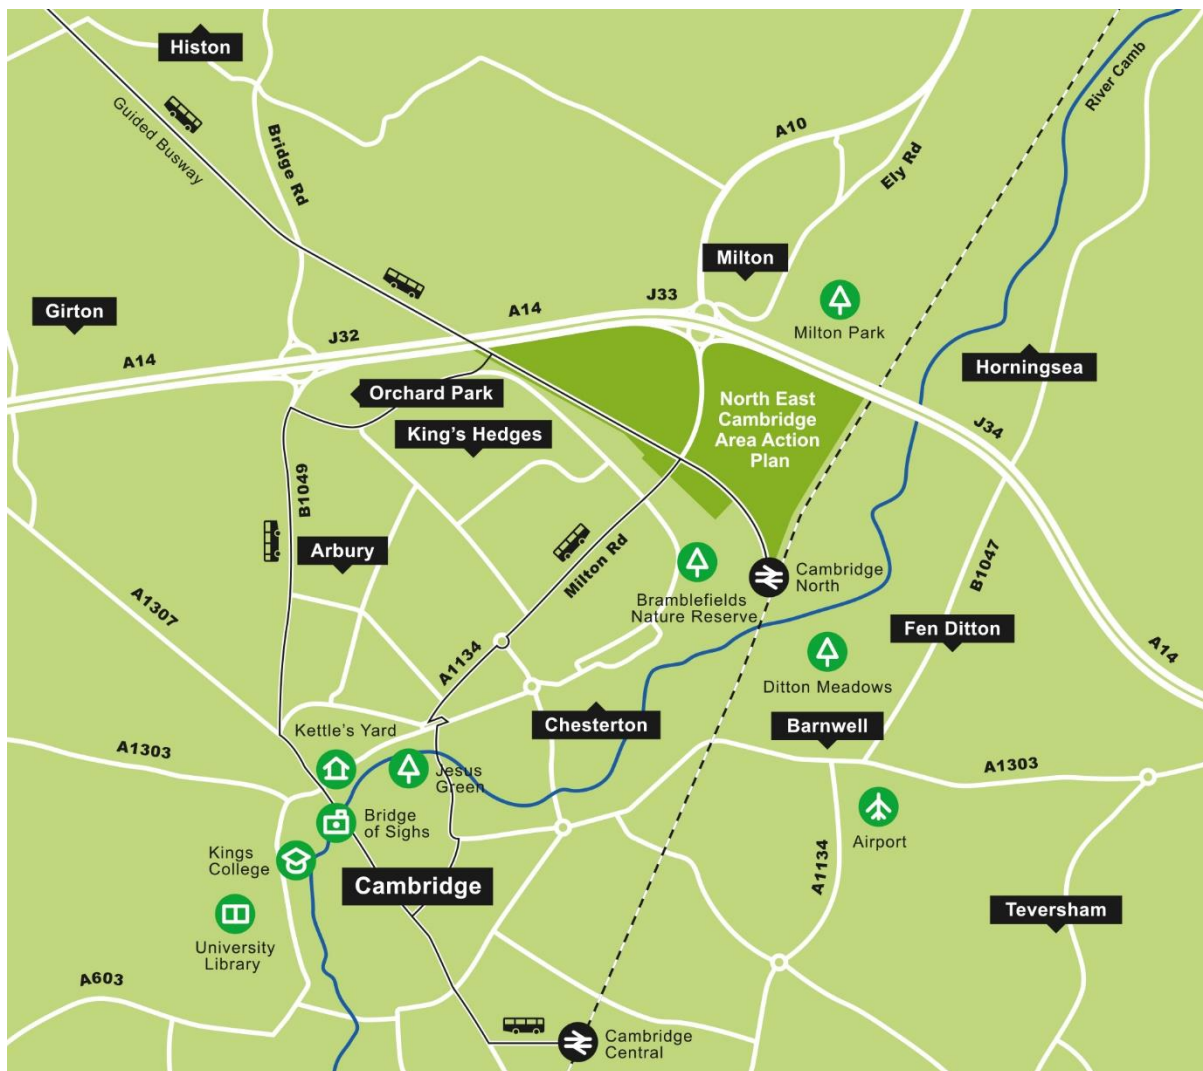 Histon
River Camb
Guided Busway
Bridge Rd
A10
Ely Rd
Milton
Girton
J33
A14
J32
A14
Milton Park
Horningsea
Orchard Park
King's Hedges
North East
Cambridge
Area Action
Plan
J34
B1049
Arbury
Milton Rd
A1307
Bramblefields
Nature Reserve
Cambridge
North
B1047
Fen Ditton
A14
A1134
Ditton Meadows
Chesterton
Barnwell
Kettle's Yard
A1303
Jesus
Green
A1303
Bridge
of Sighs
Airport
Kings
College
A1134
Cambridge
Teversham
University
Library
A603
Cambridge
Central